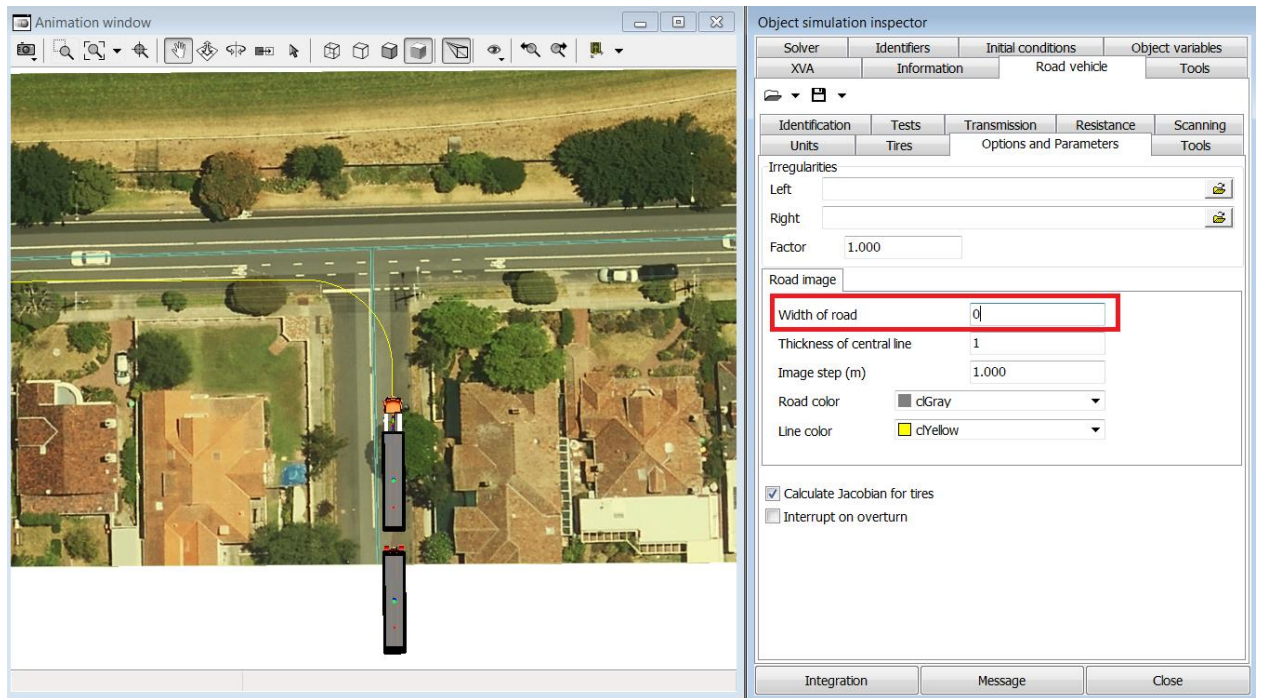 Animation window
Object simulation inspector
Solver Identifiers Initial conditions Object variables
XVA Information Road vehicle Tools
Identification Tests Transmission Resistance Scanning
Units Tires Options and Parameters Tools
Irregularities
Left
Right
Factor 1.000
Road image
Width of road 0
Thickness of central line 1
Image step (m) 1.000
Road color clGray
Line color clYellow
Calculate Jacobian for tires
Interrupt on overturn
Integration Message Close